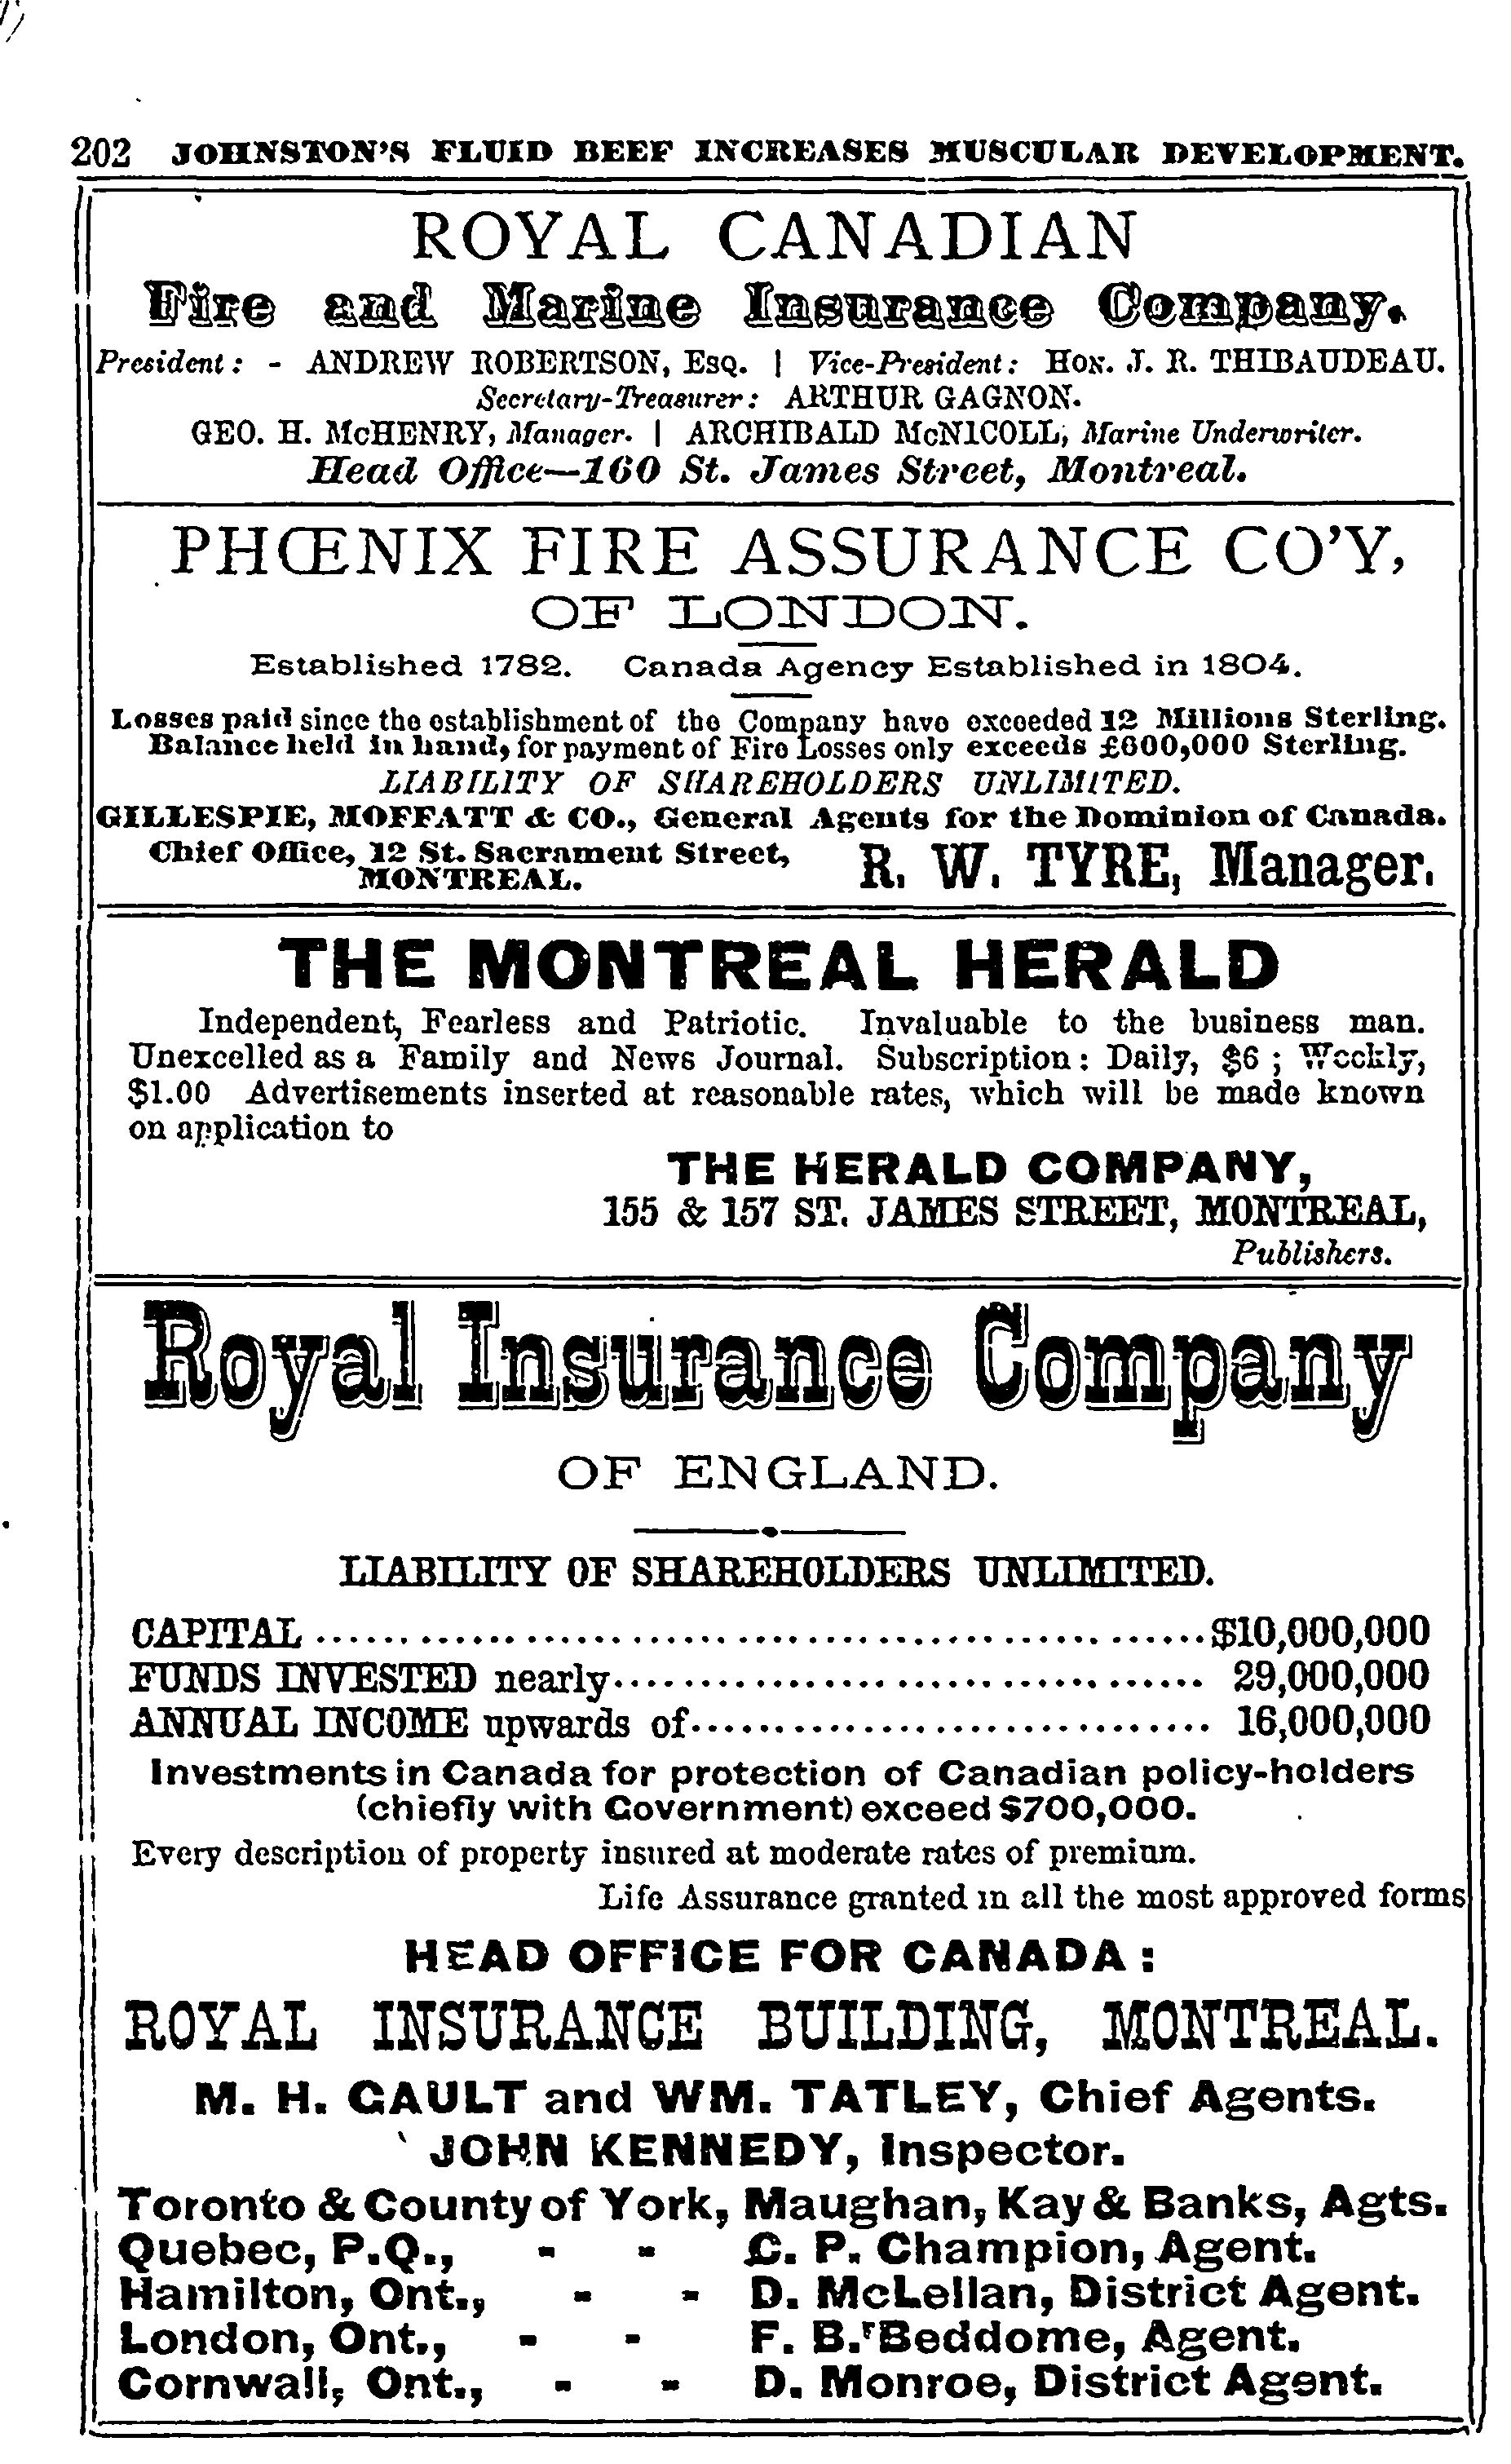 202 JOHNSTON'S FLUID BEEF INCREASES MUSCULAR DEVELOPMENT.
ROYAL CANADIAN
Fire and Marine Insurance Company.
President: - ANDREW ROBERTSON, ESQ. | Vice-President: HON. J. R. THIBAUDEAU.
Secretary-Treasurer: ARTHUR GAGNON.
GEO. H. McHENRY, Manager. | ARCHIBALD McNICOLL, Marine Underwriter.
Head Office—160 St. James Street, Montreal.
PHŒNIX FIRE ASSURANCE CO'Y,
OF LONDON.
Established 1782. Canada Agency Established in 1804.
Losses paid since the establishment of the Company have exceeded 12 Millions Sterling.
Balance held in hand, for payment of Fire Losses only exceeds £600,000 Sterling.
LIABILITY OF SHAREHOLDERS UNLIMITED.
GILLESPIE, MOFFATT & CO., General Agents for the Dominion of Canada.
Chief Office, 12 St. Sacrament Street,
MONTREAL.
R. W. TYRE, Manager.
THE MONTREAL HERALD
Independent, Fearless and Patriotic. Invaluable to the business man.
Unexcelled as a Family and News Journal. Subscription: Daily, $6; Weekly,
$1.00 Advertisements inserted at reasonable rates, which will be made known
on application to
THE HERALD COMPANY,
155 & 157 ST. JAMES STREET, MONTREAL,
Publishers.
Royal Insurance Company
OF ENGLAND.
LIABILITY OF SHAREHOLDERS UNLIMITED.
CAPITAL ........ $10,000,000
FUNDS INVESTED nearly ........ 29,000,000
ANNUAL INCOME upwards of ........ 16,000,000
Investments in Canada for protection of Canadian policy-holders
(chiefly with Government) exceed $700,000.
Every description of property insured at moderate rates of premium.
Life Assurance granted in all the most approved forms
HEAD OFFICE FOR CANADA:
ROYAL INSURANCE BUILDING, MONTREAL.
M. H. GAULT and WM. TATLEY, Chief Agents.
JOHN KENNEDY, Inspector.
Toronto & County of York, Maughan, Kay & Banks, Agts.
Quebec, P.Q., - - C. P. Champion, Agent.
Hamilton, Ont., - - D. McLellan, District Agent.
London, Ont., - - F. B. Beddome, Agent.
Cornwall, Ont., - - D. Monroe, District Agent.